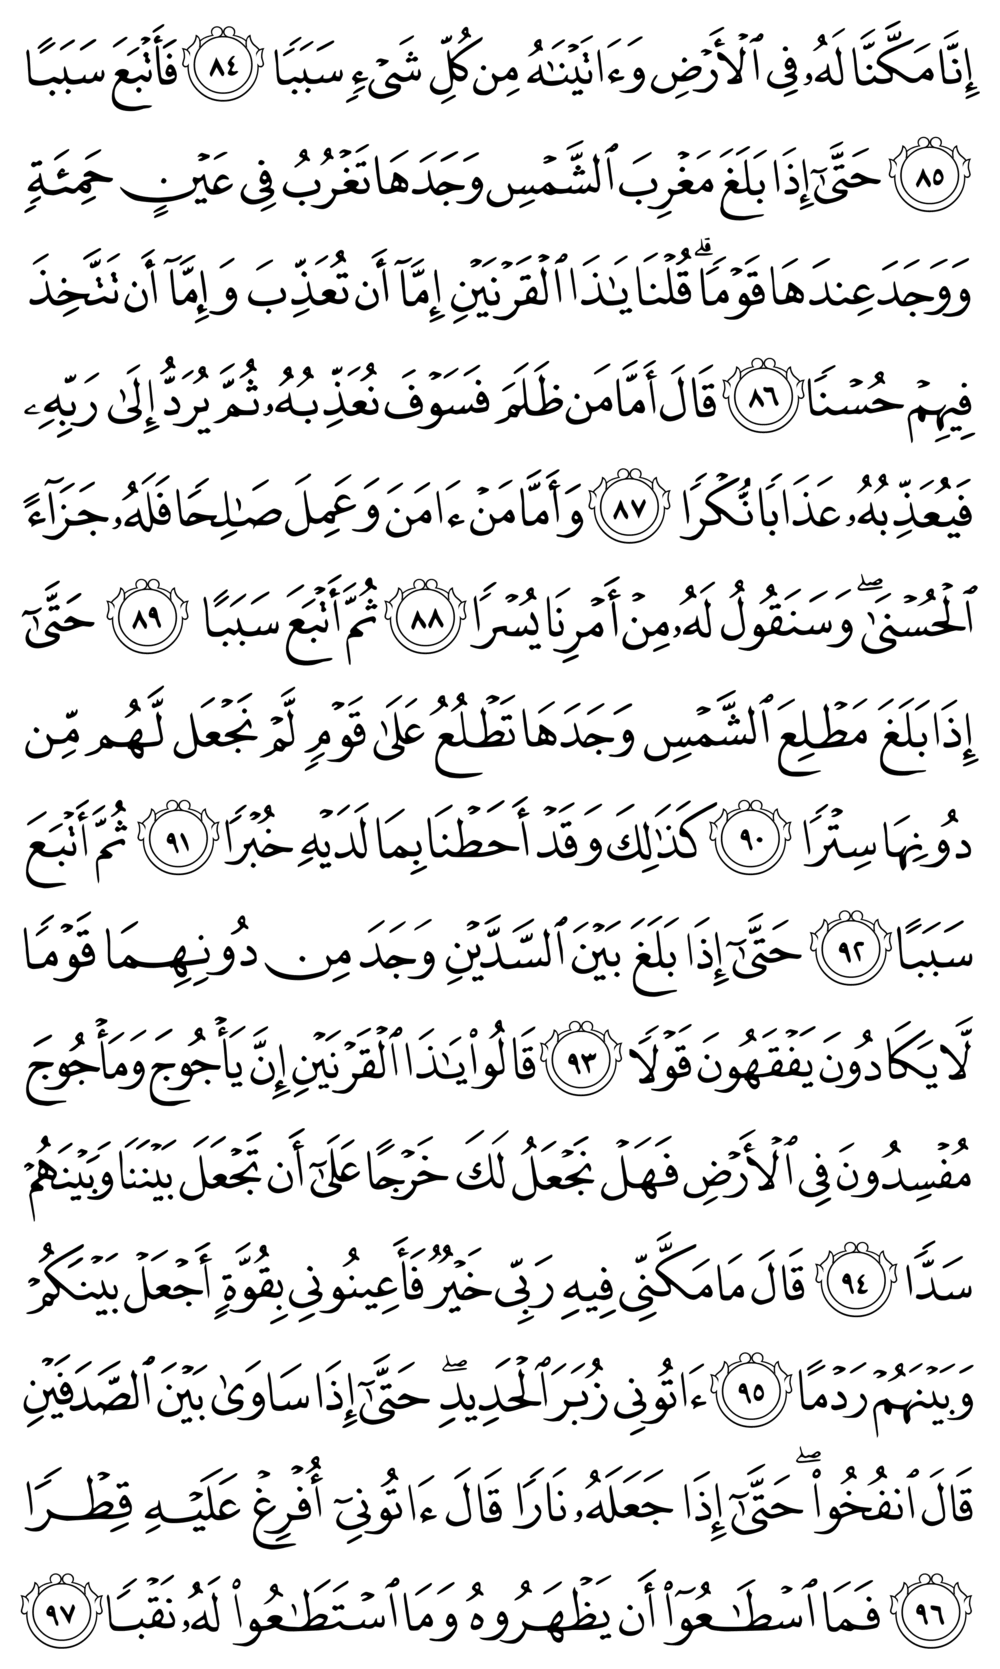 إِنَّا مَكَّنَّا لَهُۥ فِى ٱلْأَرْضِ وَءَاتَيْنَٰهُ مِن كُلِّ شَىْءٍ سَبَبًا ٨٤ فَأَتْبَعَ سَبَبًا
٨٥ حَتَّىٰٓ إِذَا بَلَغَ مَغْرِبَ ٱلشَّمْسِ وَجَدَهَا تَغْرُبُ فِى عَيْنٍ حَمِئَةٍ
وَوَجَدَ عِندَهَا قَوْمًا ۗ قُلْنَا يَٰذَا ٱلْقَرْنَيْنِ إِمَّآ أَن تُعَذِّبَ وَإِمَّآ أَن تَتَّخِذَ
فِيهِمْ حُسْنًا ٨٦ قَالَ أَمَّا مَن ظَلَمَ فَسَوْفَ نُعَذِّبُهُۥ ثُمَّ يُرَدُّ إِلَىٰ رَبِّهِۦ
فَيُعَذِّبُهُۥ عَذَابًا نُّكْرًا ٨٧ وَأَمَّا مَنْ ءَامَنَ وَعَمِلَ صَٰلِحًا فَلَهُۥ جَزَآءً
ٱلْحُسْنَىٰ ۖ وَسَنَقُولُ لَهُۥ مِنْ أَمْرِنَا يُسْرًا ٨٨ ثُمَّ أَتْبَعَ سَبَبًا ٨٩ حَتَّىٰٓ
إِذَا بَلَغَ مَطْلِعَ ٱلشَّمْسِ وَجَدَهَا تَطْلُعُ عَلَىٰ قَوْمٍ لَّمْ نَجْعَل لَّهُم مِّن
دُونِهَا سِتْرًا ٩٠ كَذَٰلِكَ وَقَدْ أَحَطْنَا بِمَا لَدَيْهِ خُبْرًا ٩١ ثُمَّ أَتْبَعَ
سَبَبًا ٩٢ حَتَّىٰٓ إِذَا بَلَغَ بَيْنَ ٱلسَّدَّيْنِ وَجَدَ مِن دُونِهِمَا قَوْمًا
لَّا يَكَادُونَ يَفْقَهُونَ قَوْلًا ٩٣ قَالُوا۟ يَٰذَا ٱلْقَرْنَيْنِ إِنَّ يَأْجُوجَ وَمَأْجُوجَ
مُفْسِدُونَ فِى ٱلْأَرْضِ فَهَلْ نَجْعَلُ لَكَ خَرْجًا عَلَىٰٓ أَن تَجْعَلَ بَيْنَنَا وَبَيْنَهُمْ
سَدًّا ٩٤ قَالَ مَا مَكَّنِّى فِيهِ رَبِّى خَيْرٌ فَأَعِينُونِى بِقُوَّةٍ أَجْعَلْ بَيْنَكُمْ
وَبَيْنَهُمْ رَدْمًا ٩٥ ءَاتُونِى زُبَرَ ٱلْحَدِيدِ ۖ حَتَّىٰٓ إِذَا سَاوَىٰ بَيْنَ ٱلصَّدَفَيْنِ
قَالَ ٱنفُخُوا۟ ۖ حَتَّىٰٓ إِذَا جَعَلَهُۥ نَارًا قَالَ ءَاتُونِىٓ أُفْرِغْ عَلَيْهِ قِطْرًا
٩٦ فَمَا ٱسْطَٰعُوٓا۟ أَن يَظْهَرُوهُ وَمَا ٱسْتَطَٰعُوا۟ لَهُۥ نَقْبًا ٩٧